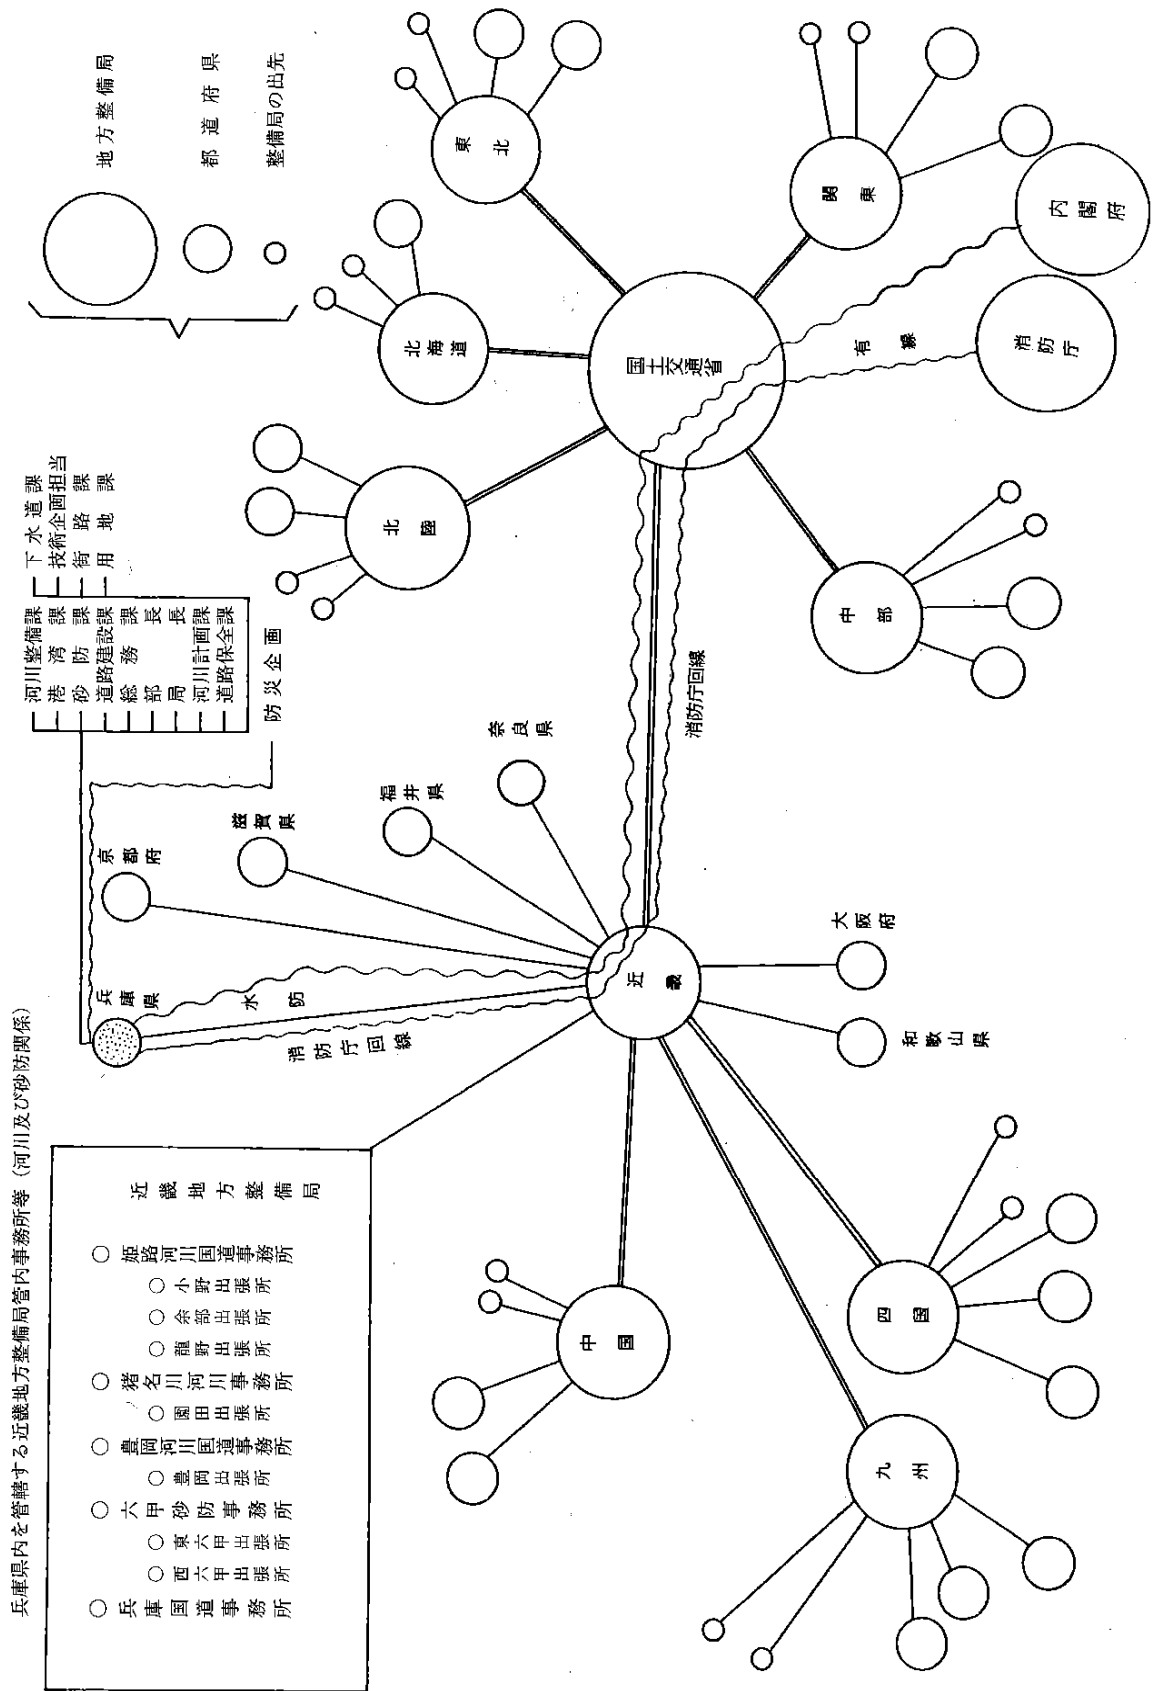 兵庫県内を管轄する近畿地方整備局管内事務所等（河川及び砂防関係）
近畿地方整備局
○ 姫路河川国道事務所
○ 小野出張所
○ 余部出張所
○ 龍野出張所
○ 猪名川河川事務所
○ 園田出張所
○ 豊岡河川国道事務所
○ 豊岡出張所
○ 六甲砂防事務所
○ 東六甲出張所
○ 西六甲出張所
○ 兵庫国道事務所
河川整備課
港湾課
砂防課
道路建設課
総務課
部長
局長
河川計画課
道路保全課
下水道課
技術企画担当
街路課
用地課
防災企画
地方整備局
都道府県
整備局の出先
兵庫県
京都府
滋賀県
福井県
奈良県
水防
消防庁回線
近畿
大阪府
和歌山県
消防庁回線
北陸
北海道
東北
国土交通省
関東
有線
内閣府
消防庁
中部
中国
四国
九州